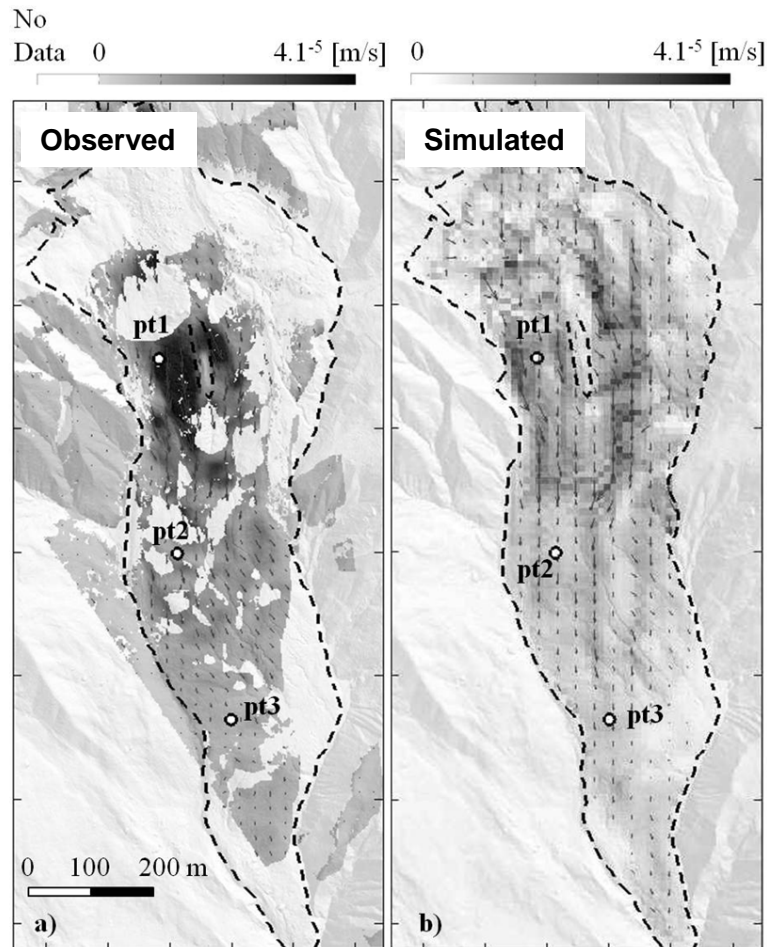 No
Data 0 4.1-5 [m/s]
0 4.1-5 [m/s]
Observed
Simulated
pt1
pt1
pt2
pt2
pt3
pt3
0 100 200 m
a)
b)